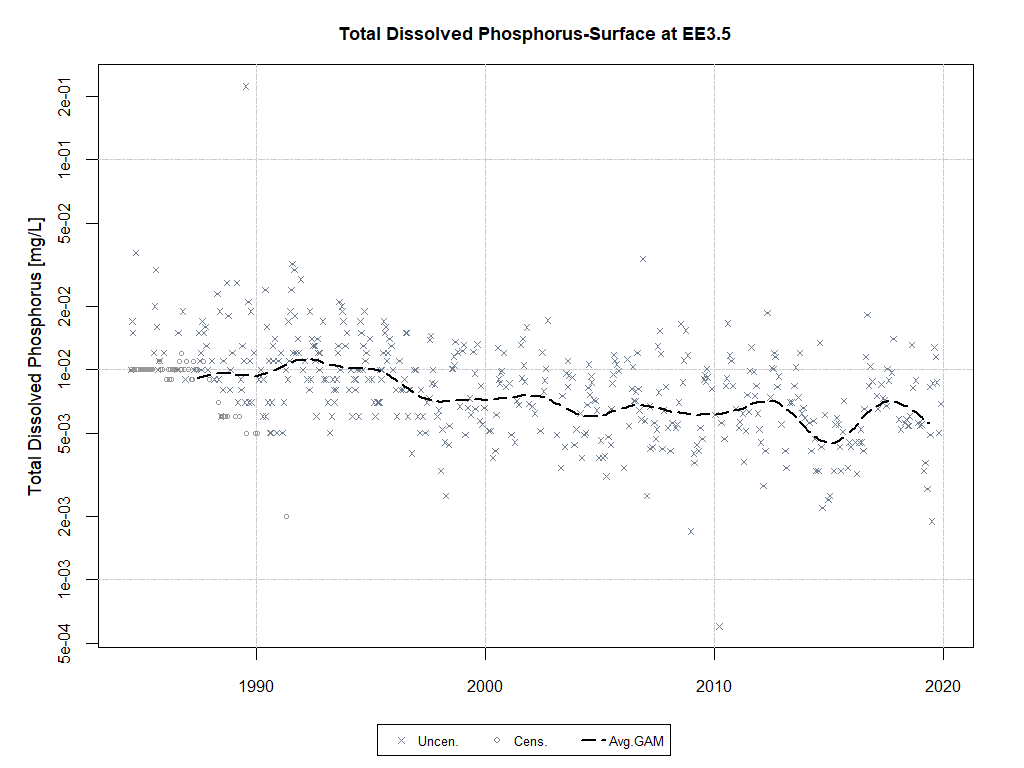 Total Dissolved Phosphorus-Surface at EE3.5
Total Dissolved Phosphorus [mg/L]
2e-01
1e-01
5e-02
2e-02
1e-02
5e-03
2e-03
1e-03
5e-04
1990 2000 2010 2020
Uncen. Cens. Avg.GAM